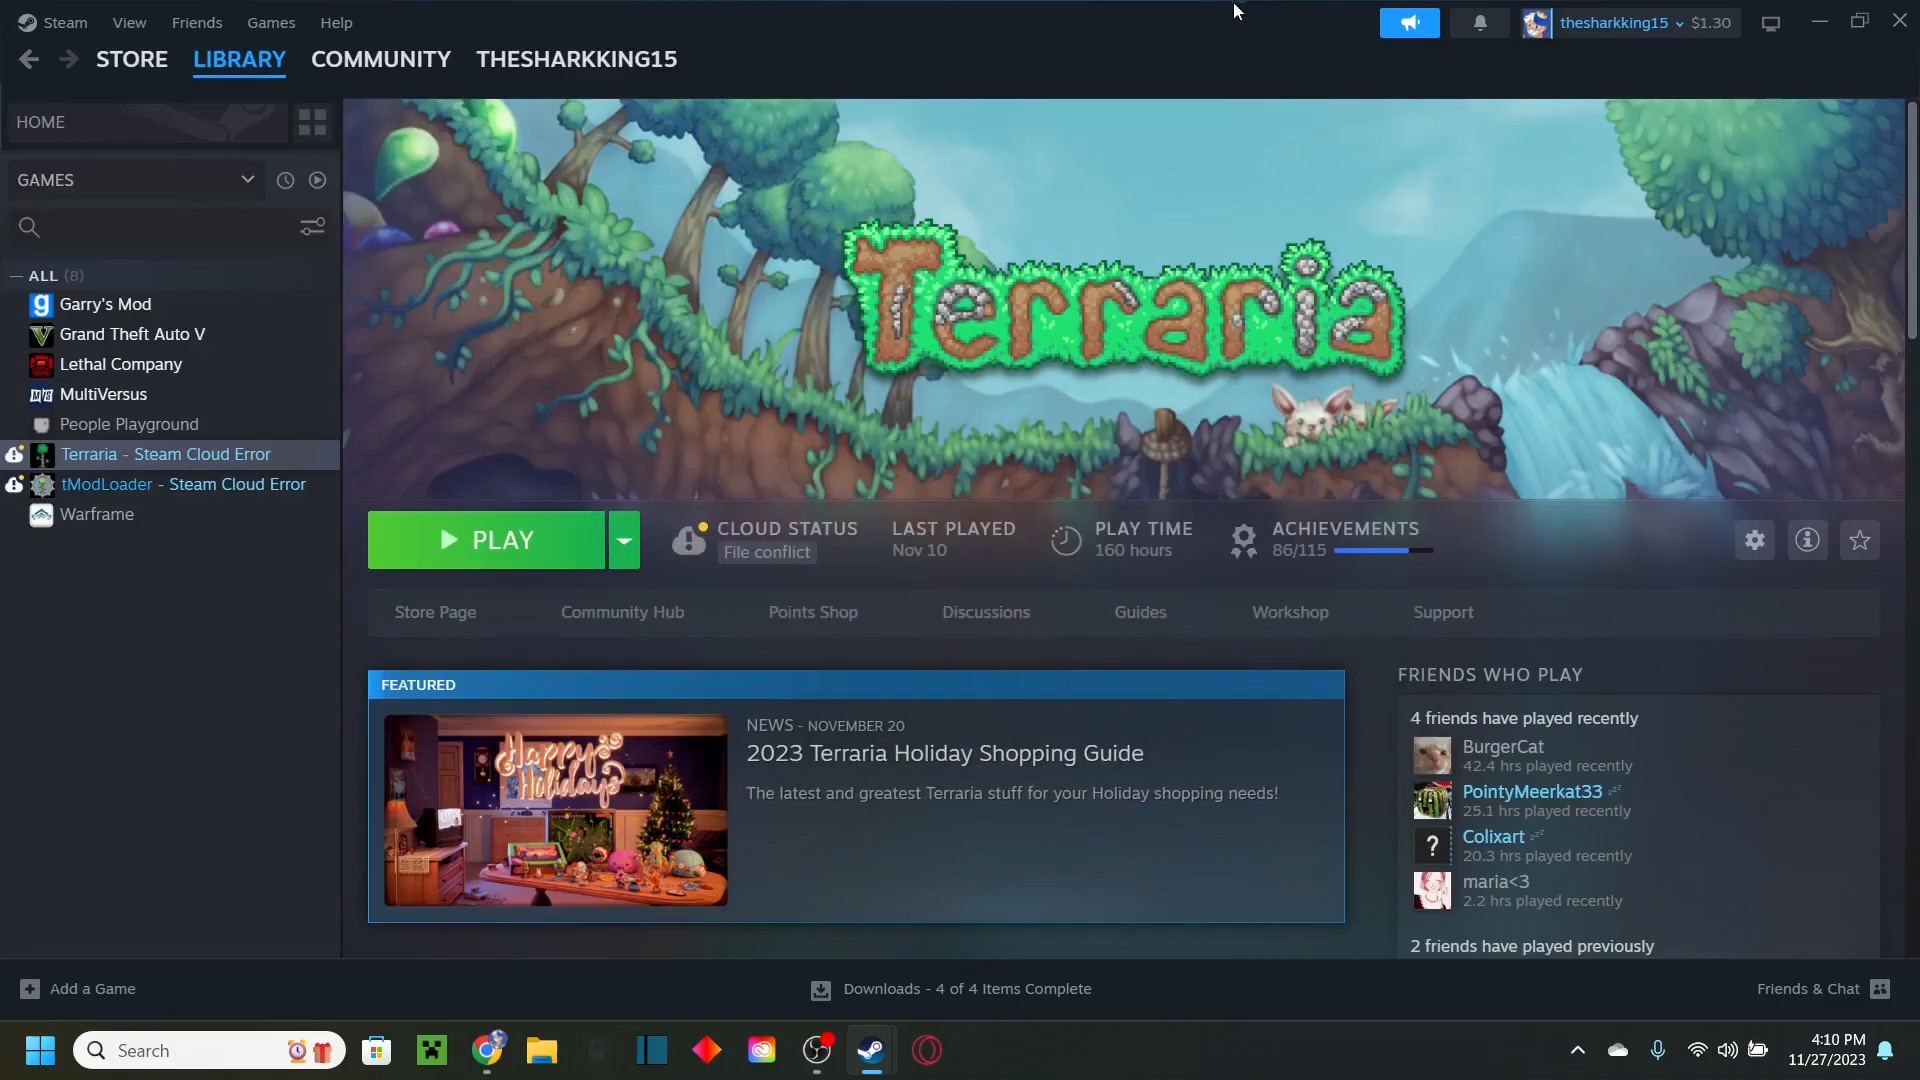 Steam View Friends Games Help
thesharkking15 $1.30
STORE LIBRARY COMMUNITY THESHARKKING15
HOME
GAMES
ALL (8)
Garry's Mod
Grand Theft Auto V
Lethal Company
MultiVersus
People Playground
Terraria - Steam Cloud Error
tModLoader - Steam Cloud Error
Warframe
Terraria
PLAY
CLOUD STATUS
File conflict
LAST PLAYED
Nov 10
PLAY TIME
160 hours
ACHIEVEMENTS
86/115
Store Page Community Hub Points Shop Discussions Guides Workshop Support
FEATURED
Happy
Holidays
NEWS - NOVEMBER 20
2023 Terraria Holiday Shopping Guide
The latest and greatest Terraria stuff for your Holiday shopping needs!
FRIENDS WHO PLAY
4 friends have played recently
BurgerCat
42.4 hrs played recently
PointyMeerkat33 zzz
25.1 hrs played recently
?
Colixart zzz
20.3 hrs played recently
maria<3
2.2 hrs played recently
2 friends have played previously
Add a Game
Downloads - 4 of 4 Items Complete
Friends & Chat
Search
4:10 PM
11/27/2023